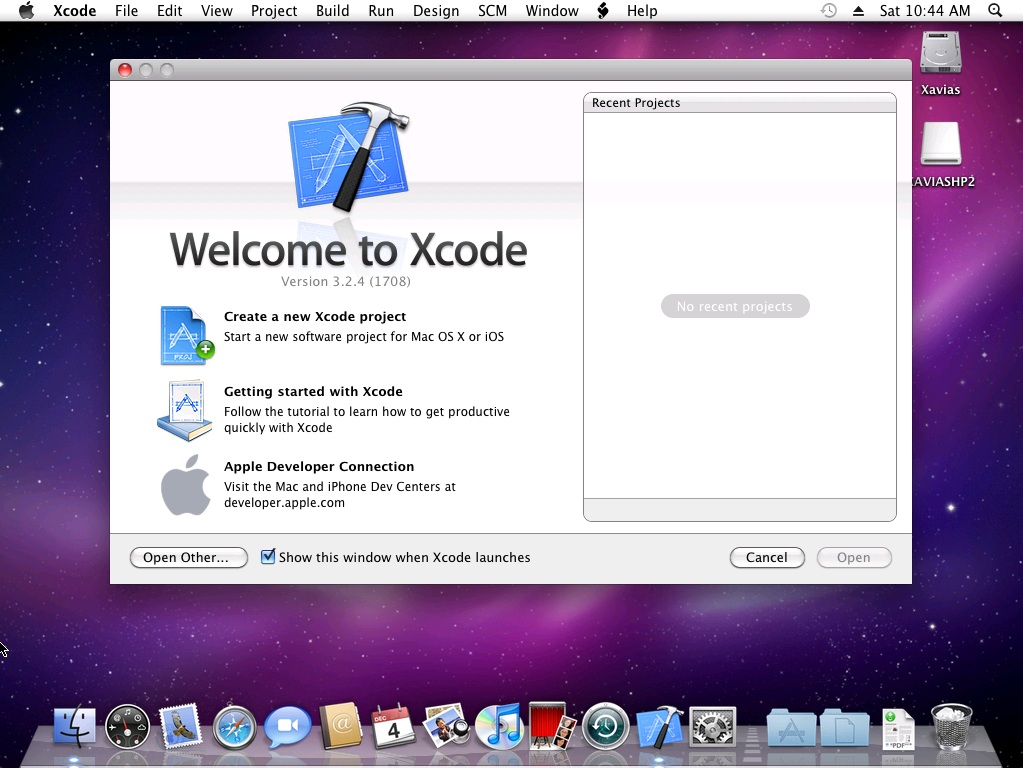 Xcode File Edit View Project Build Run Design SCM Window Help Sat 10:44 AM
Xavias
XAVIASHP2
Recent Projects
No recent projects
Welcome to Xcode
Version 3.2.4 (1708)
PROJ
Create a new Xcode project
Start a new software project for Mac OS X or iOS
Getting started with Xcode
Follow the tutorial to learn how to get productive
quickly with Xcode
Apple Developer Connection
Visit the Mac and iPhone Dev Centers at
developer.apple.com
Open Other...
Show this window when Xcode launches
Cancel
Open
DEC
4
PDF